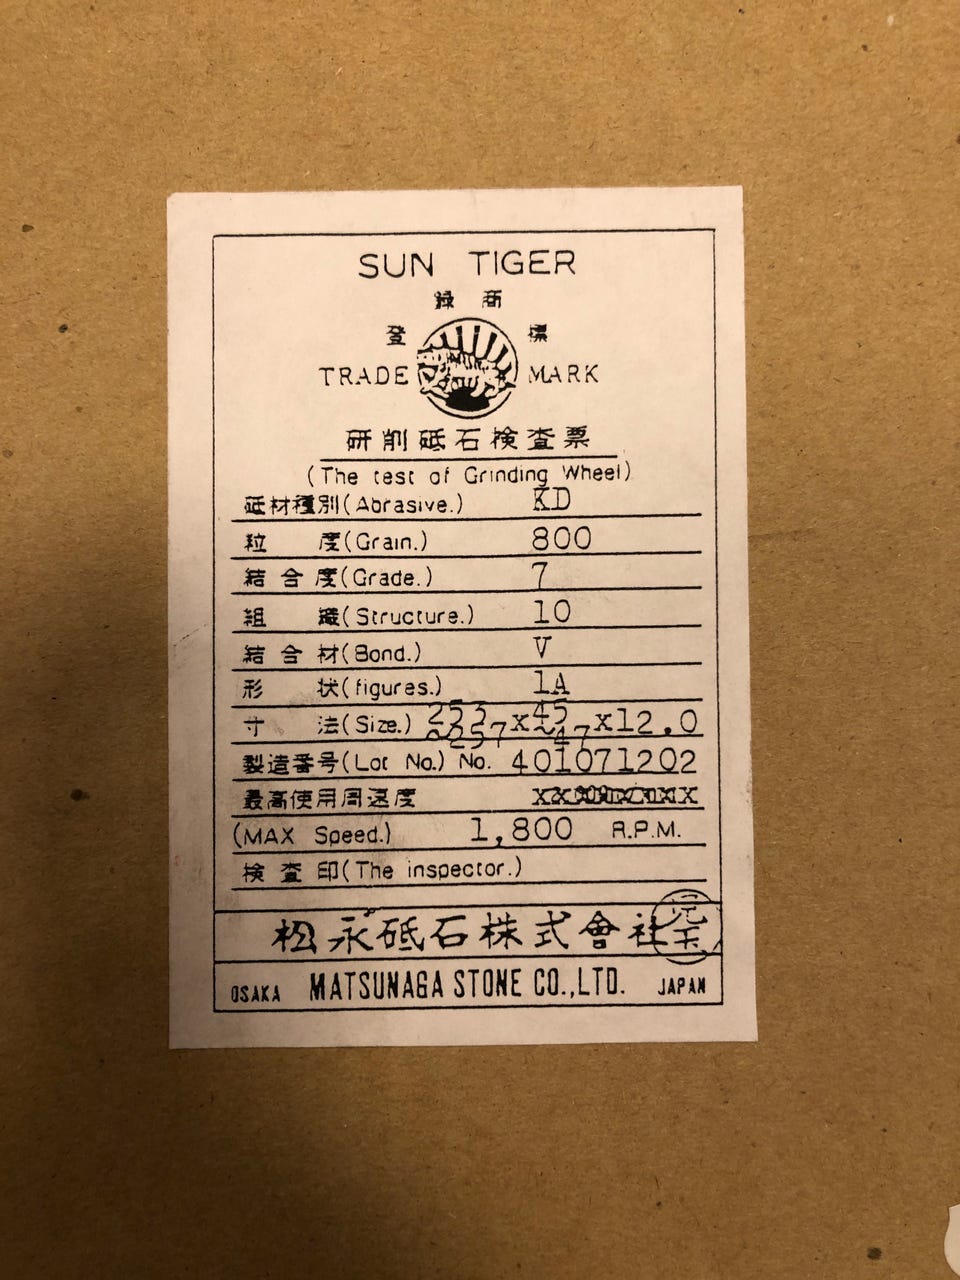 SUN TIGER
録 商
登 標
TRADE MARK
研削砥石検査票
(The test of Grinding Wheel)
砥材種別(Abrasive.) KD
粒 度(Grain.) 800
結 合 度(Grade.) 7
組 織(Structure.) 10
結 合 材(Bond.) V
形 状(figures.) 1A
寸 法(Size.) 253~257x45~47x12.0
製造番号(Lot No.) No. 401071202
最高使用周速度
(MAX Speed.) 1,800 R.P.M.
検 査 印(The inspector.)
松永砥石株式會社
OSAKA MATSUNAGA STONE CO.,LTD. JAPAN